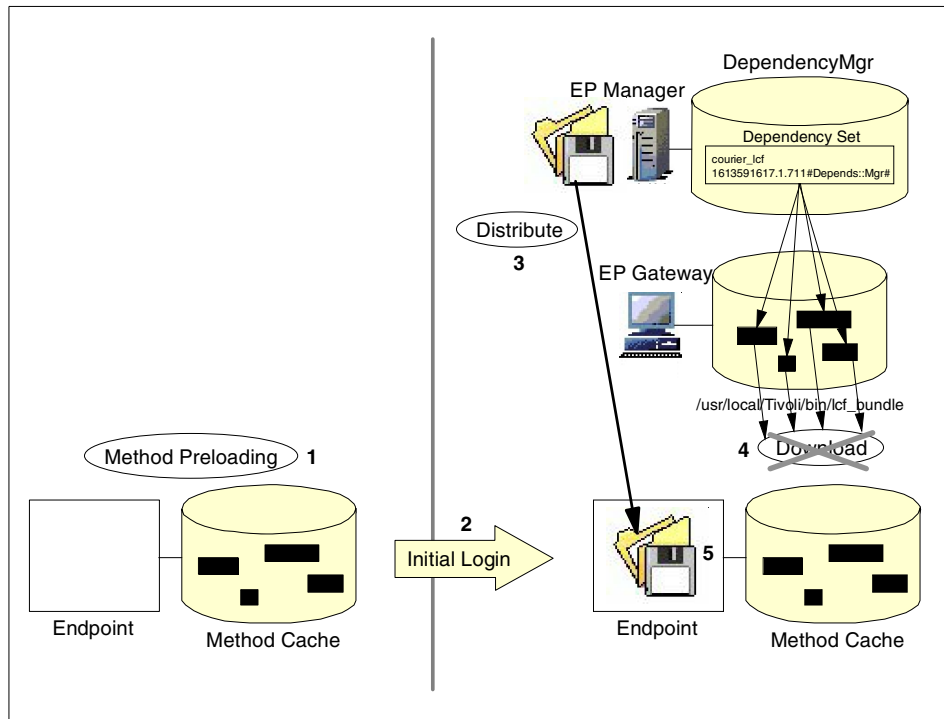 DependencyMgr
EP Manager
Dependency Set
courier_lcf
1613591617.1.711#Depends::Mgr#
Distribute
3
EP Gateway
/usr/local/Tivoli/bin/lcf_bundle
4
Download
Method Preloading
1
2
Initial Login
5
Endpoint
Method Cache
Endpoint
Method Cache